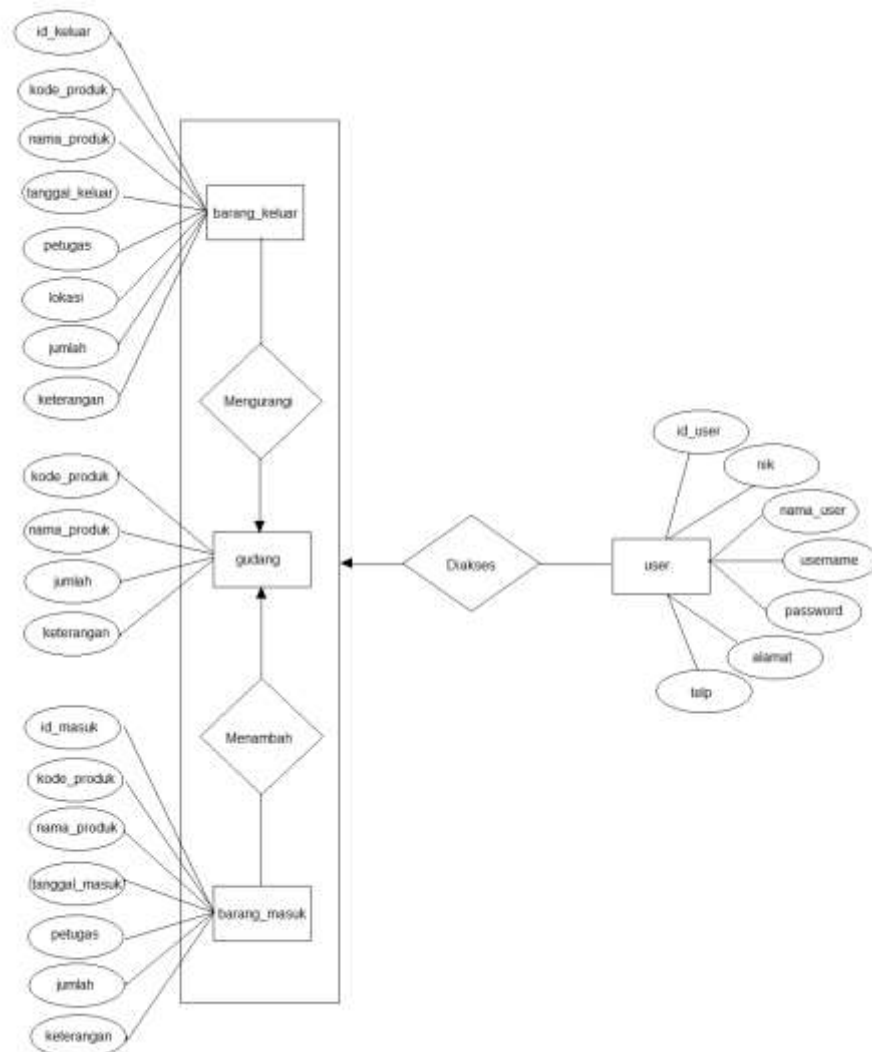 id_keluar
kode_produk
nama_produk
tanggal_keluar
petugas
lokasi
jumlah
keterangan
barang_keluar
Mengurangi
kode_produk
nama_produk
jumlah
keterangan
gudang
Diakses
user
id_user
nik
nama_user
username
password
alamat
telp
Menambah
id_masuk
kode_produk
nama_produk
tanggal_masuk
petugas
jumlah
keterangan
barang_masuk